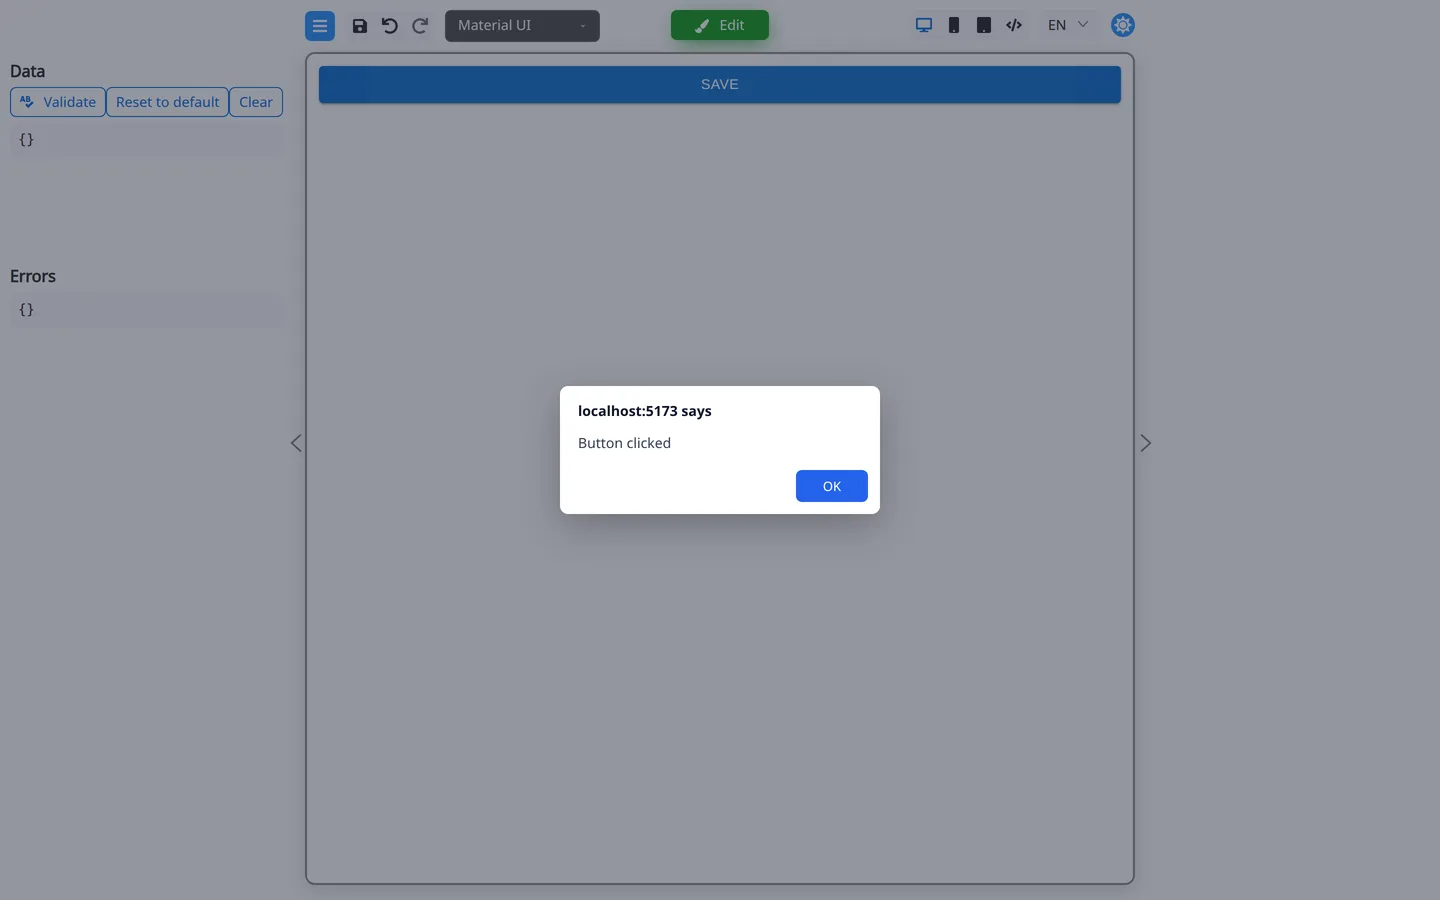 Material UI
Edit
EN
Data
Validate
Reset to default
Clear
{}
Errors
{}
SAVE
localhost:5173 says
Button clicked
OK